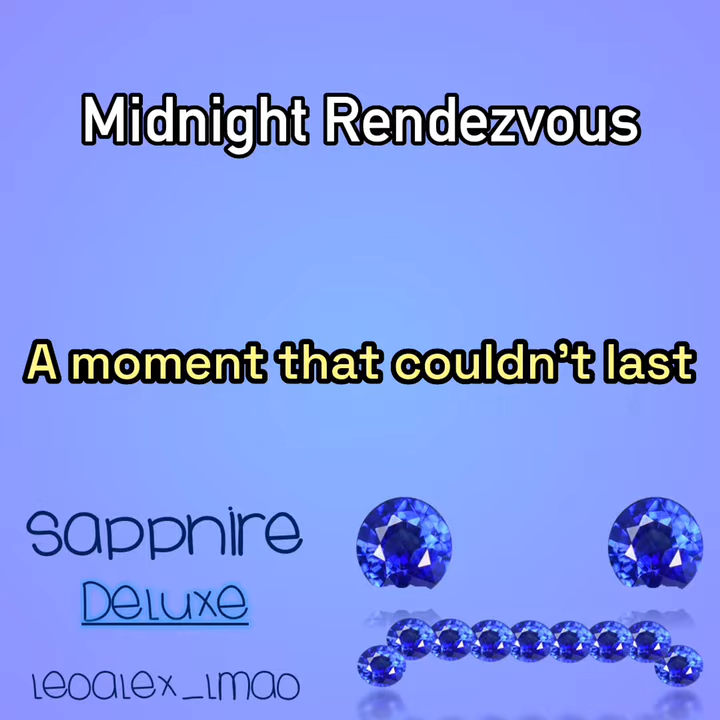 Midnight Rendezvous
A moment that couldn’t last
sapphire
Deluxe
leoalex_lmao